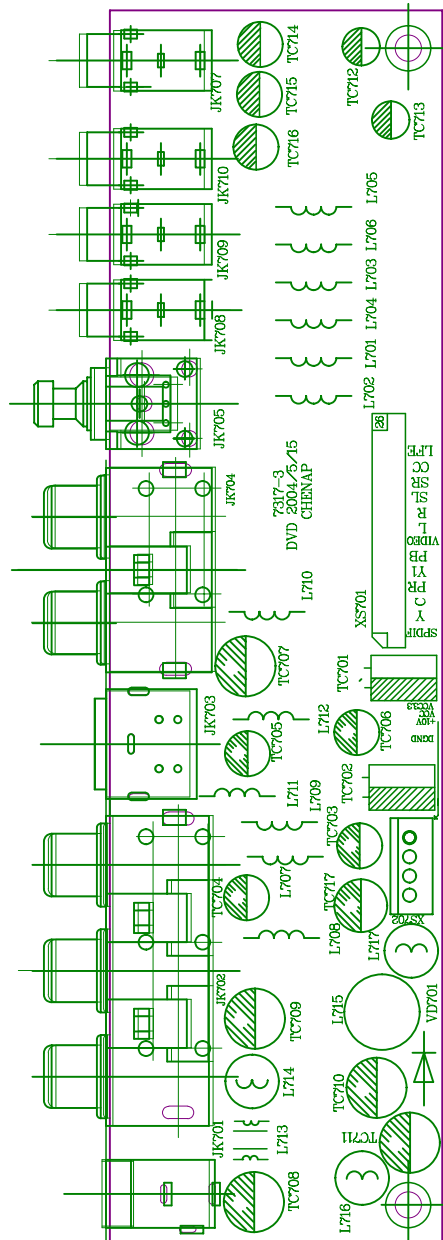 TC714
TC712
JK707
TC715
TC713
TC716
JK710
L705
L706
JK709
L703
L704
JK708
L701
L702
JK705
26
LFE
CC
SR
SL
R
L
VIDEO
PB
Y1
PR
C
Y
SPDIF
JK704
7317-3
DVD 2004/5/15
CHENAP
L710
XS701
TC707
TC701
JK703
VCC3.3
VCC
+10V
DGND
L712
TC706
TC705
TC702
L711
L709
TC703
L707
TC704
TC717
XS702
L708
L717
JK702
TC709
L715
VD701
L714
TC710
JK701
L713
TC711
TC708
L716